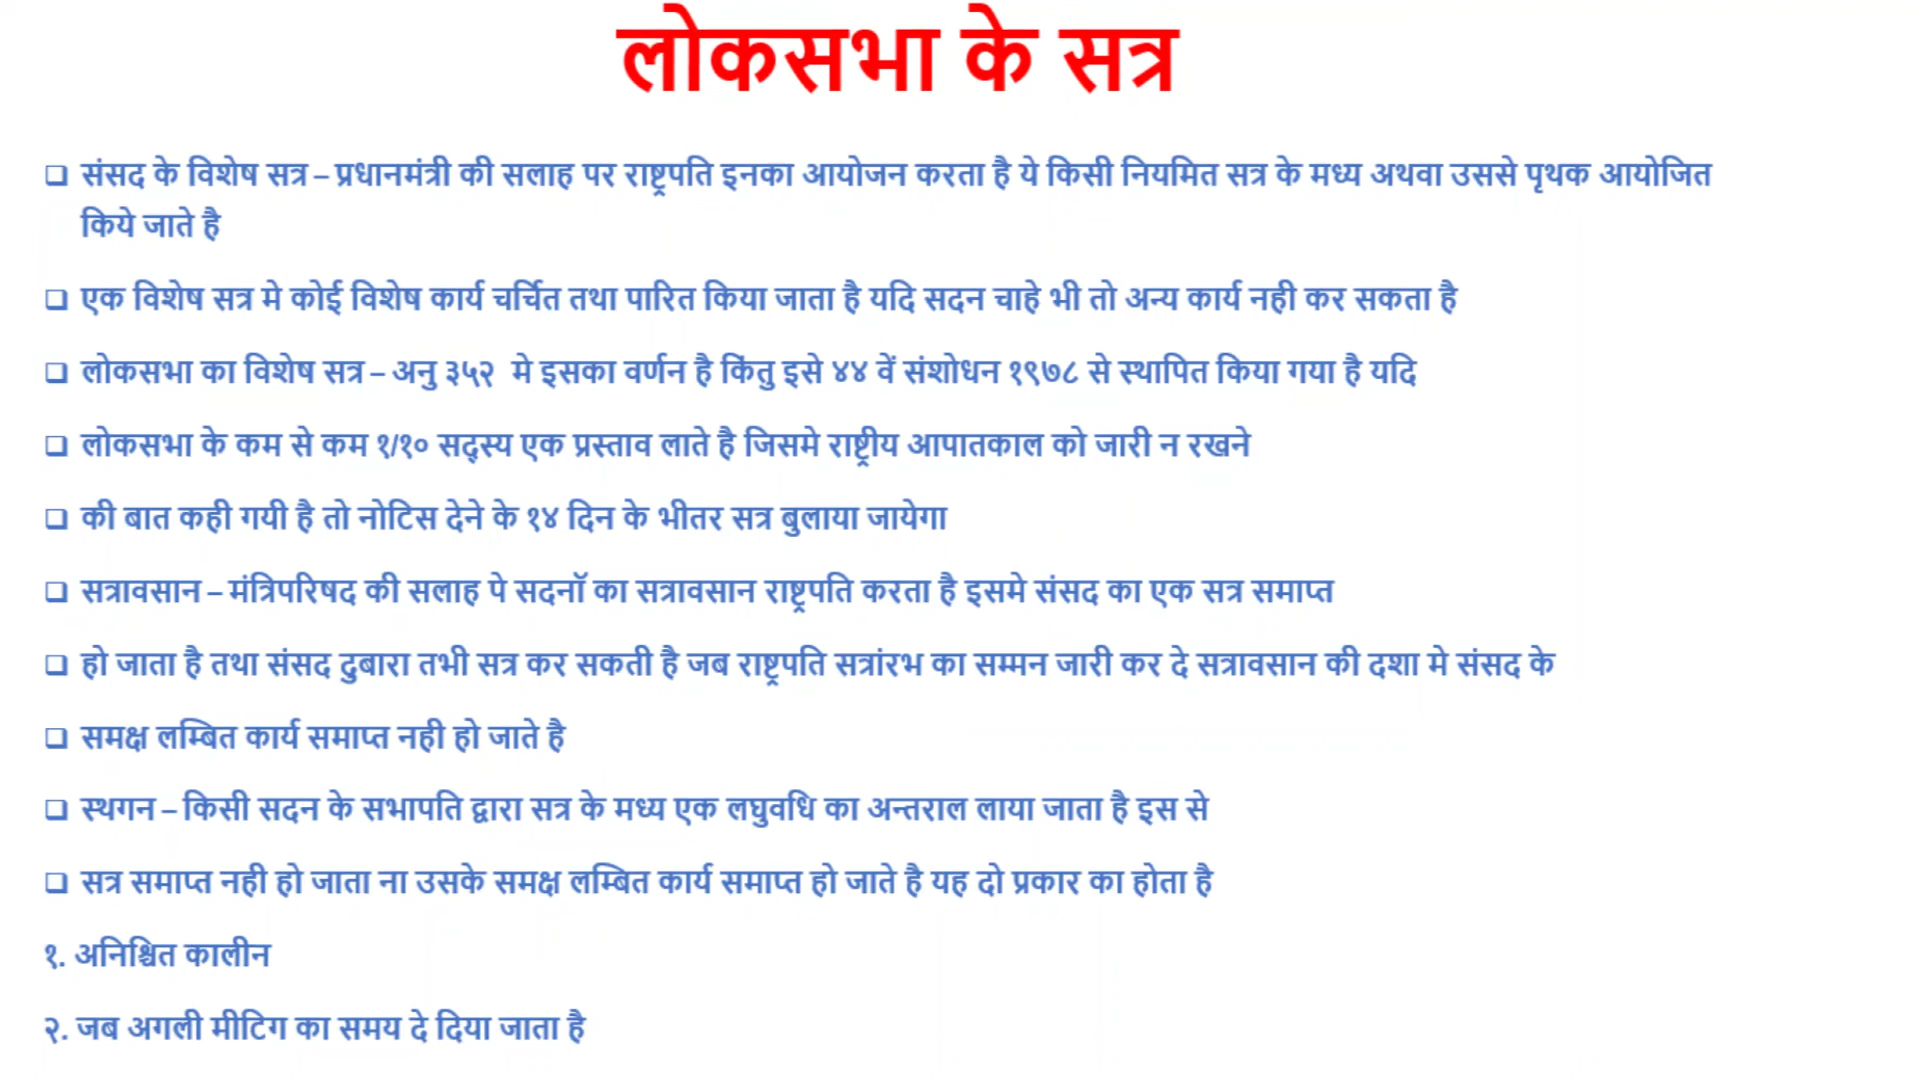 लोकसभा के सत्र
❑ संसद के विशेष सत्र – प्रधानमंत्री की सलाह पर राष्ट्रपति इनका आयोजन करता है ये किसी नियमित सत्र के मध्य अथवा उससे पृथक आयोजित
किये जाते है
❑ एक विशेष सत्र मे कोई विशेष कार्य चर्चित तथा पारित किया जाता है यदि सदन चाहे भी तो अन्य कार्य नही कर सकता है
❑ लोकसभा का विशेष सत्र – अनु ३५२ मे इसका वर्णन है किंतु इसे ४४ वें संशोधन १९७८ से स्थापित किया गया है यदि
❑ लोकसभा के कम से कम १/१० सद्स्य एक प्रस्ताव लाते है जिसमे राष्ट्रीय आपातकाल को जारी न रखने
❑ की बात कही गयी है तो नोटिस देने के १४ दिन के भीतर सत्र बुलाया जायेगा
❑ सत्रावसान – मंत्रिपरिषद की सलाह पे सदनॉ का सत्रावसान राष्ट्रपति करता है इसमे संसद का एक सत्र समाप्त
❑ हो जाता है तथा संसद दुबारा तभी सत्र कर सकती है जब राष्ट्रपति सत्रांरभ का सम्मन जारी कर दे सत्रावसान की दशा मे संसद के
❑ समक्ष लम्बित कार्य समाप्त नही हो जाते है
❑ स्थगन – किसी सदन के सभापति द्वारा सत्र के मध्य एक लघुवधि का अन्तराल लाया जाता है इस से
❑ सत्र समाप्त नही हो जाता ना उसके समक्ष लम्बित कार्य समाप्त हो जाते है यह दो प्रकार का होता है
१. अनिश्चित कालीन
२. जब अगली मीटिग का समय दे दिया जाता है